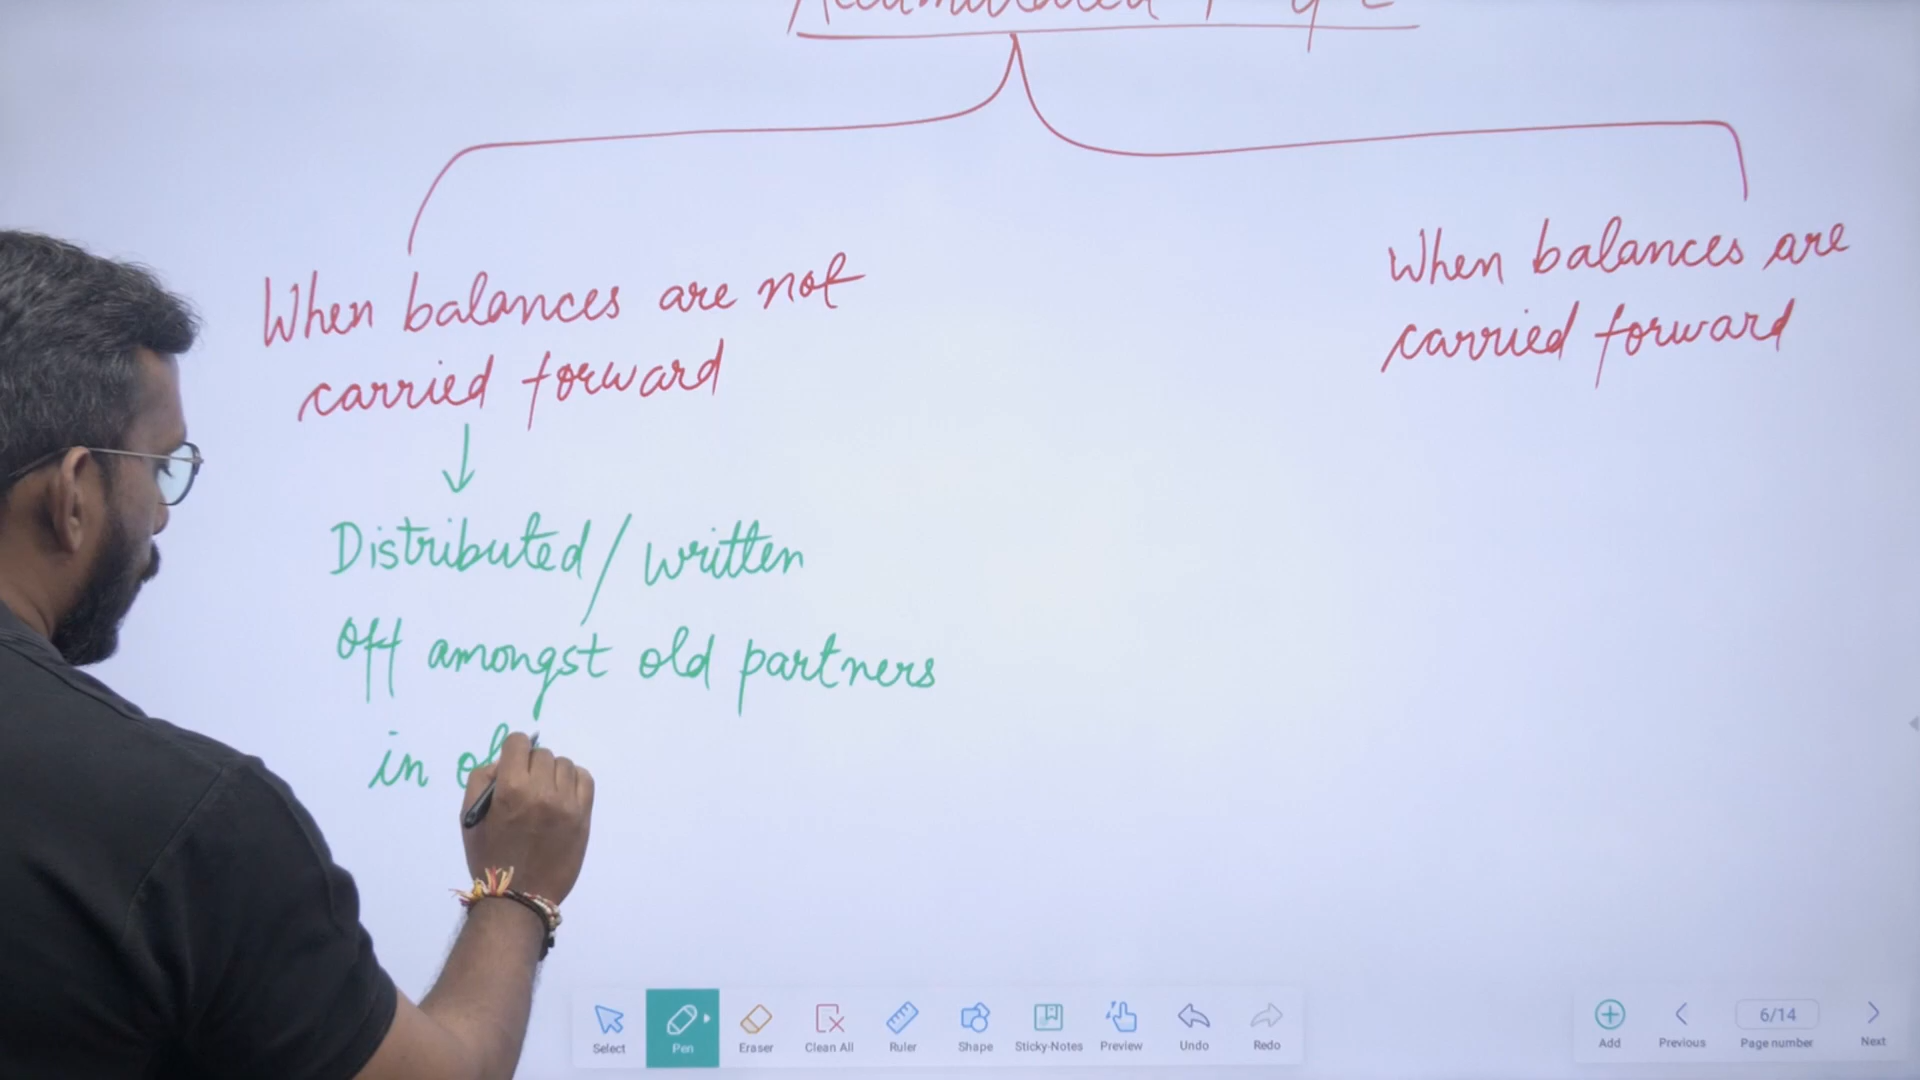 Accumulated
When balances are not
carried forward
When balances are
carried forward
Distributed/written
off amongst old partners
in
Select
Pen
Eraser
Clean All
Ruler
Shape
Sticky-Notes
Preview
Undo
Redo
Add
Previous
6/14
Page number
Next